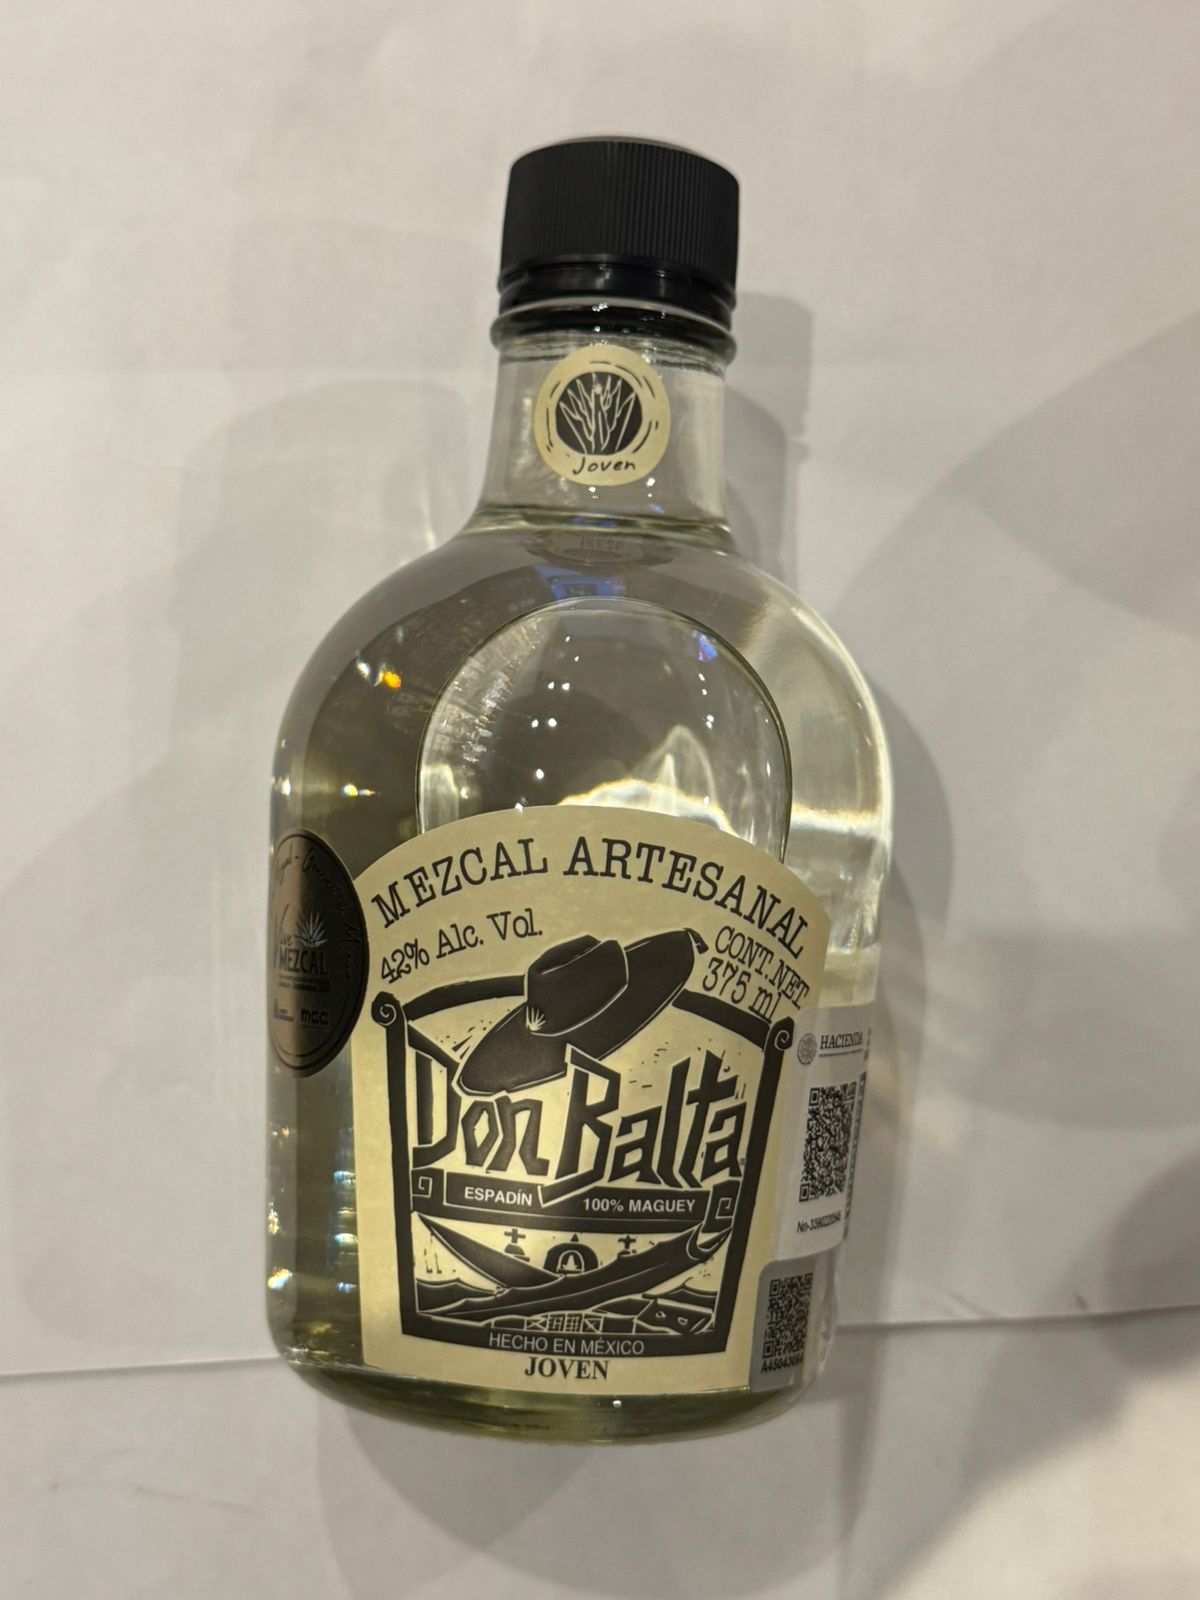 Joven
MEZCAL ARTESANAL
42% Alc. Vol.
CONT. NET
375 ml
Don Balta
ESPADÍN
100% MAGUEY
HECHO EN MÉXICO
JOVEN
MEZCAL
HACIENDA
A45043064